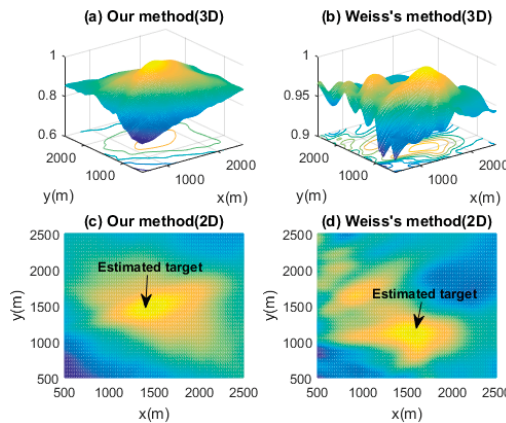 (a) Our method(3D)
(b) Weiss's method(3D)
1
0.8
0.6
2000
1000
y(m)
1000
2000
x(m)
1
0.95
0.9
2000
1000
y(m)
1000
2000
x(m)
(c) Our method(2D)
(d) Weiss's method(2D)
2500
2000
1500
1000
500
y(m)
Estimated target
500
1000
1500
2000
2500
x(m)
2500
2000
1500
1000
500
y(m)
Estimated target
500
1000
1500
2000
2500
x(m)